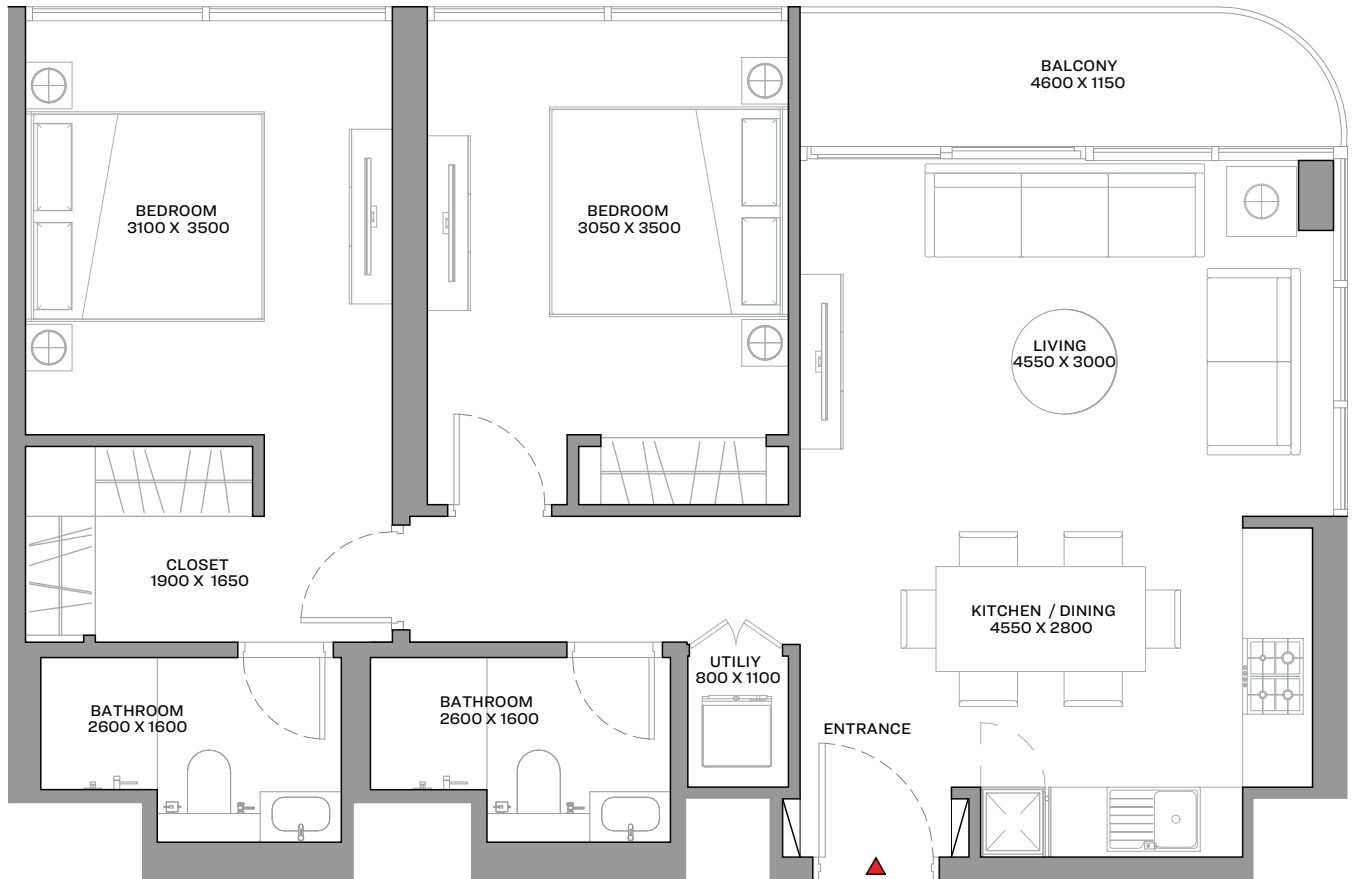 BALCONY
4600 X 1150
BEDROOM
3100 X 3500
BEDROOM
3050 X 3500
LIVING
4550 X 3000
CLOSET
1900 X 1650
KITCHEN / DINING
4550 X 2800
UTILIY
800 X 1100
BATHROOM
2600 X 1600
BATHROOM
2600 X 1600
ENTRANCE